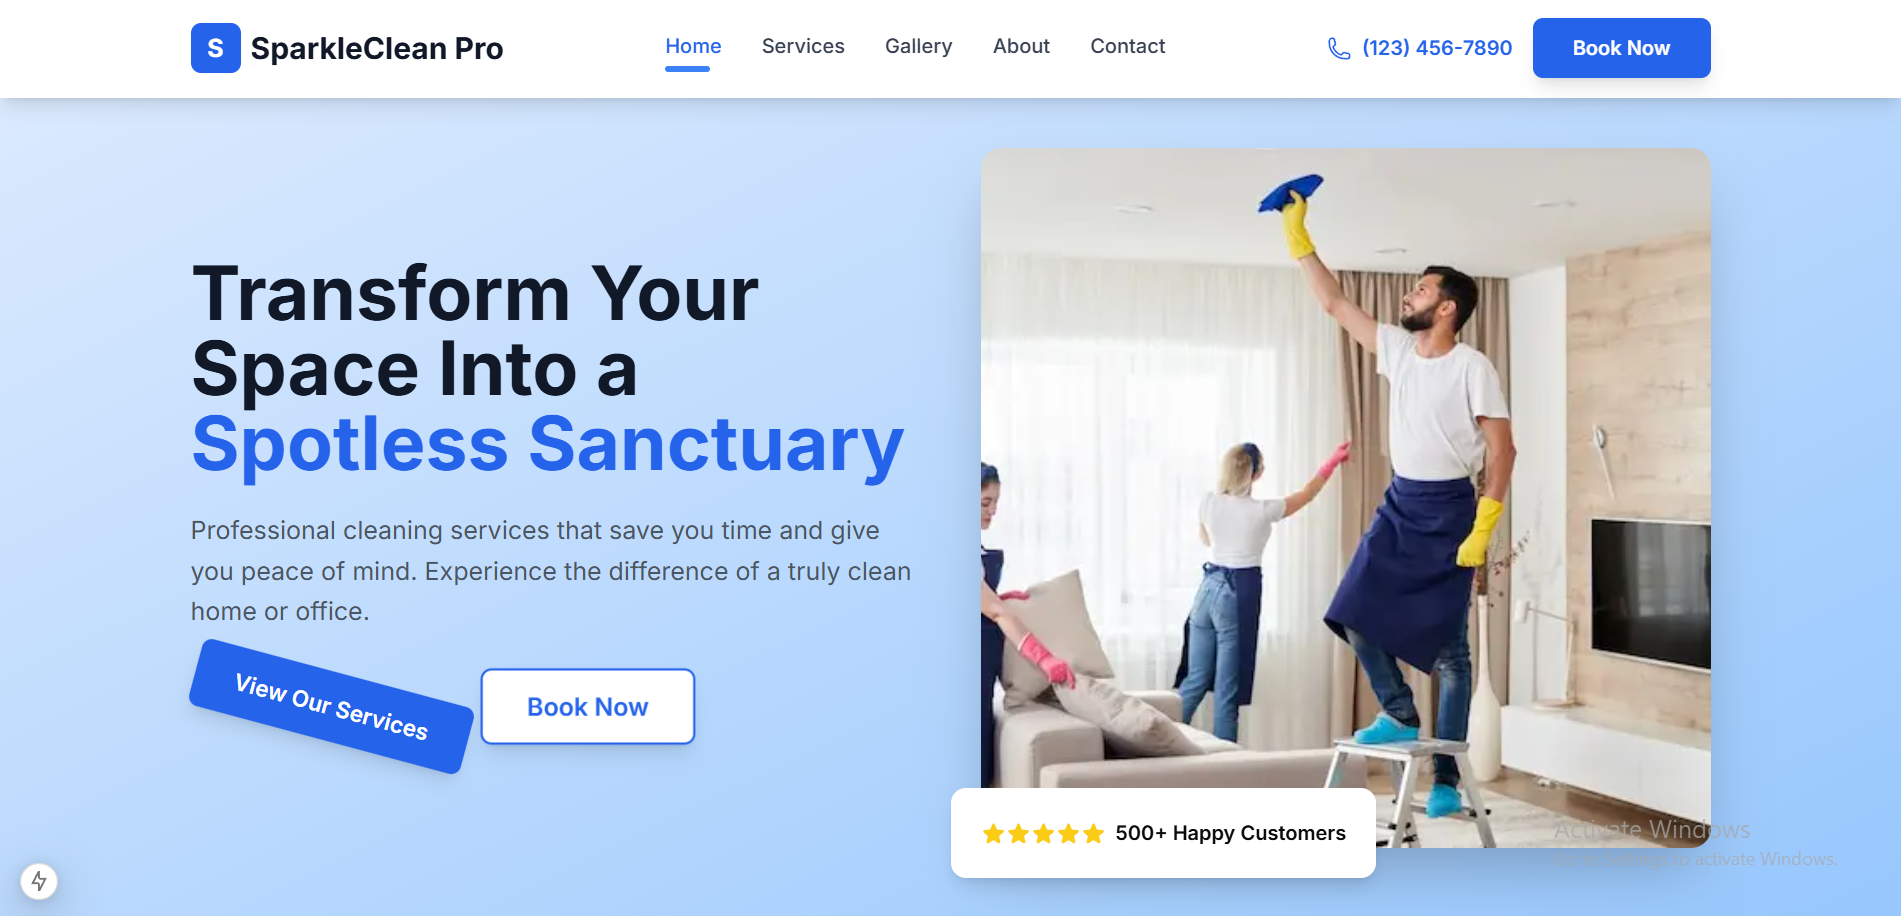 S SparkleClean Pro
Home Services Gallery About Contact
(123) 456-7890
Book Now
Transform Your
Space Into a
Spotless Sanctuary
Professional cleaning services that save you time and give
you peace of mind. Experience the difference of a truly clean
home or office.
View Our Services
Book Now
500+ Happy Customers
Activate Windows
Go to Settings to activate Windows.